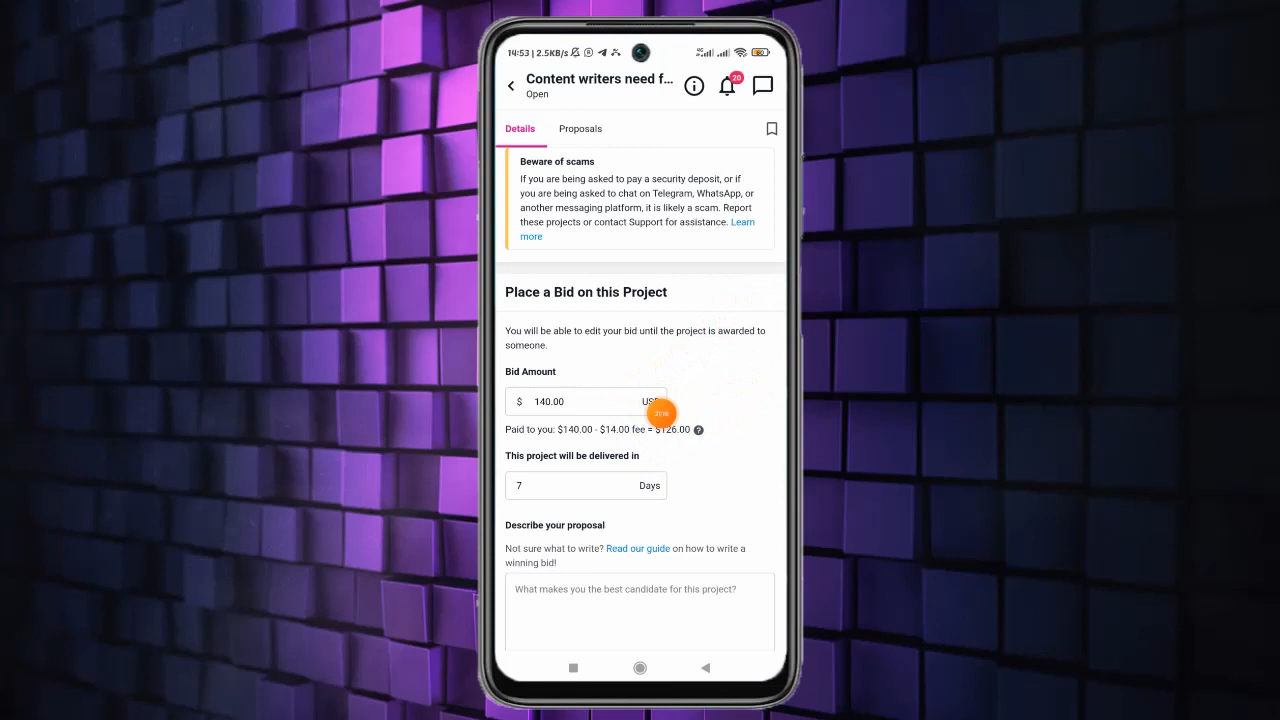 14:53 | 2.5KB/s
Content writers need f...
20
Open
Details Proposals
Beware of scams
If you are being asked to pay a security deposit, or if
you are being asked to chat on Telegram, WhatsApp, or
another messaging platform, it is likely a scam. Report
these projects or contact Support for assistance. Learn
more
Place a Bid on this Project
You will be able to edit your bid until the project is awarded to
someone.
Bid Amount
$ 140.00
Paid to you: $140.00 - $14.00 fee = $126.00
This project will be delivered in
7 Days
Describe your proposal
Not sure what to write? Read our guide on how to write a
winning bid!
What makes you the best candidate for this project?